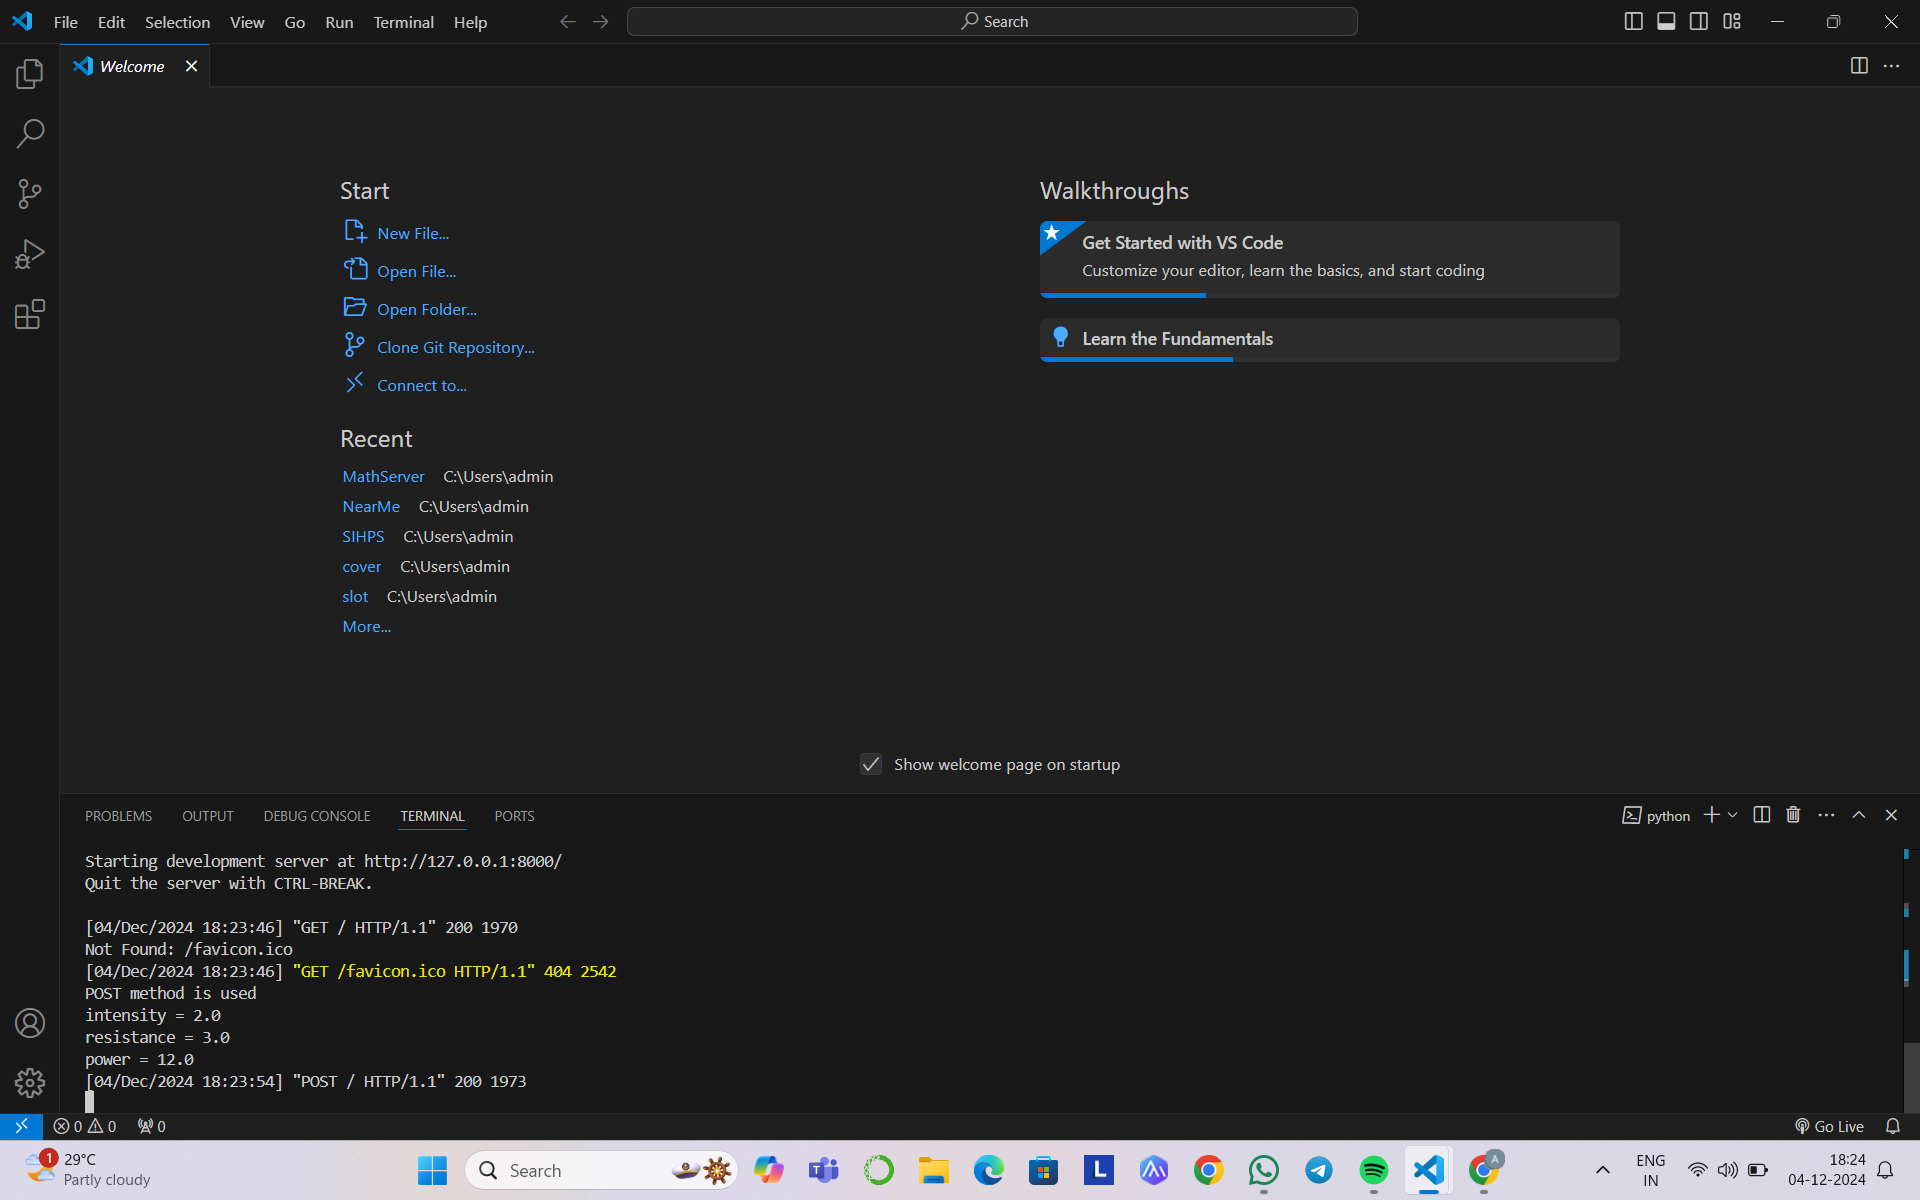 File Edit Selection View Go Run Terminal Help
Search
Welcome
Start
New File...
Open File...
Open Folder...
Clone Git Repository...
Connect to...
Recent
MathServer C:\Users\admin
NearMe C:\Users\admin
SIHPS C:\Users\admin
cover C:\Users\admin
slot C:\Users\admin
More...
Walkthroughs
Get Started with VS Code
Customize your editor, learn the basics, and start coding
Learn the Fundamentals
Show welcome page on startup
PROBLEMS OUTPUT DEBUG CONSOLE TERMINAL PORTS
python
Starting development server at http://127.0.0.1:8000/
Quit the server with CTRL-BREAK.
[04/Dec/2024 18:23:46] "GET / HTTP/1.1" 200 1970
Not Found: /favicon.ico
[04/Dec/2024 18:23:46] "GET /favicon.ico HTTP/1.1" 404 2542
POST method is used
intensity = 2.0
resistance = 3.0
power = 12.0
[04/Dec/2024 18:23:54] "POST / HTTP/1.1" 200 1973
0 0 0
Go Live
1
29°C
Partly cloudy
Search
T
L
A
ENG
IN
18:24
04-12-2024